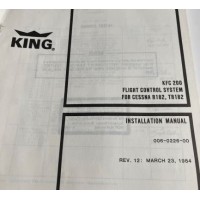 KING®
KFC 200
FLIGHT CONTROL SYSTEM
FOR CESSNA R182, TR182
INSTALLATION MANUAL
006-0226-00
REV. 12: MARCH 23, 1984